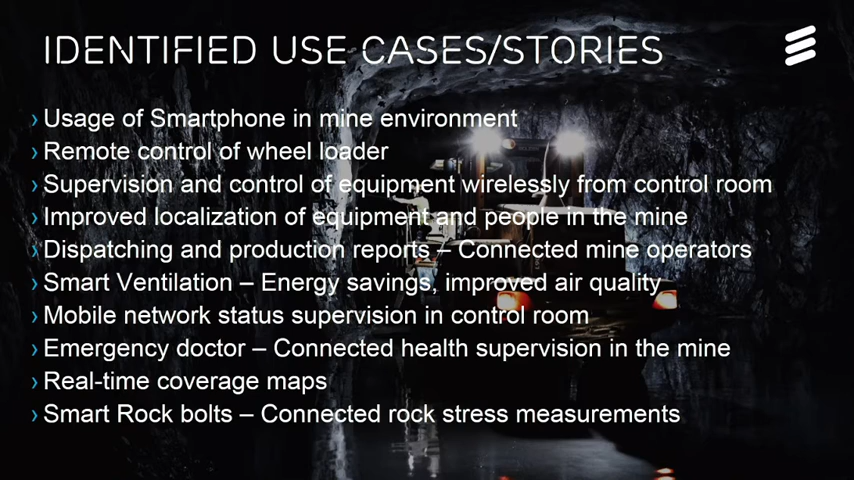 IDENTIFIED USE CASES/STORIES
› Usage of Smartphone in mine environment
› Remote control of wheel loader
› Supervision and control of equipment wirelessly from control room
› Improved localization of equipment and people in the mine
› Dispatching and production reports – Connected mine operators
› Smart Ventilation – Energy savings, improved air quality
› Mobile network status supervision in control room
› Emergency doctor – Connected health supervision in the mine
› Real-time coverage maps
› Smart Rock bolts – Connected rock stress measurements